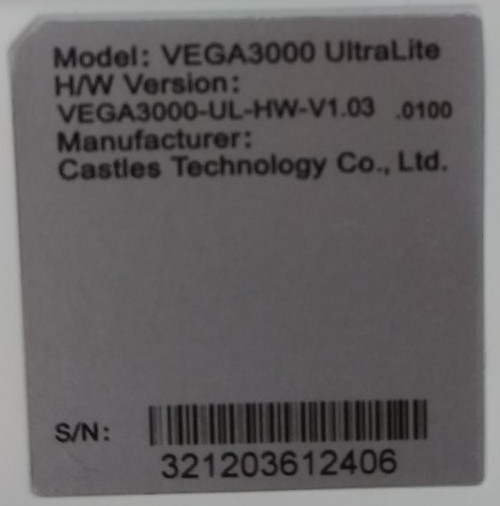 Model: VEGA3000 UltraLite
H/W Version:
VEGA3000-UL-HW-V1.03 .0100
Manufacturer:
Castles Technology Co., Ltd.
S/N:
321203612406